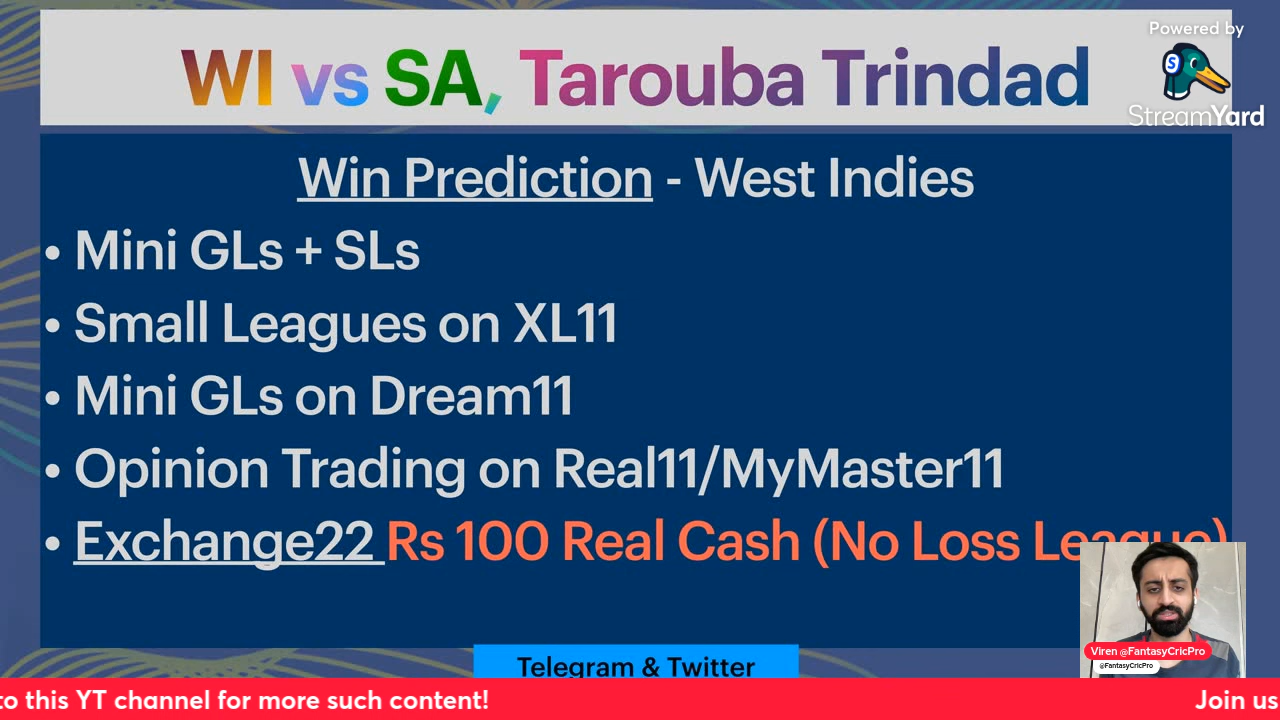 Powered by
StreamYard
WI vs SA, Tarouba Trindad
Win Prediction - West Indies
• Mini GLs + SLs
• Small Leagues on XL11
• Mini GLs on Dream11
• Opinion Trading on Real11/MyMaster11
• Exchange22 Rs 100 Real Cash (No Loss League)
Viren @FantasyCricPro
@FantasyCricPro
Telegram & Twitter
to this YT channel for more such content!
Join us